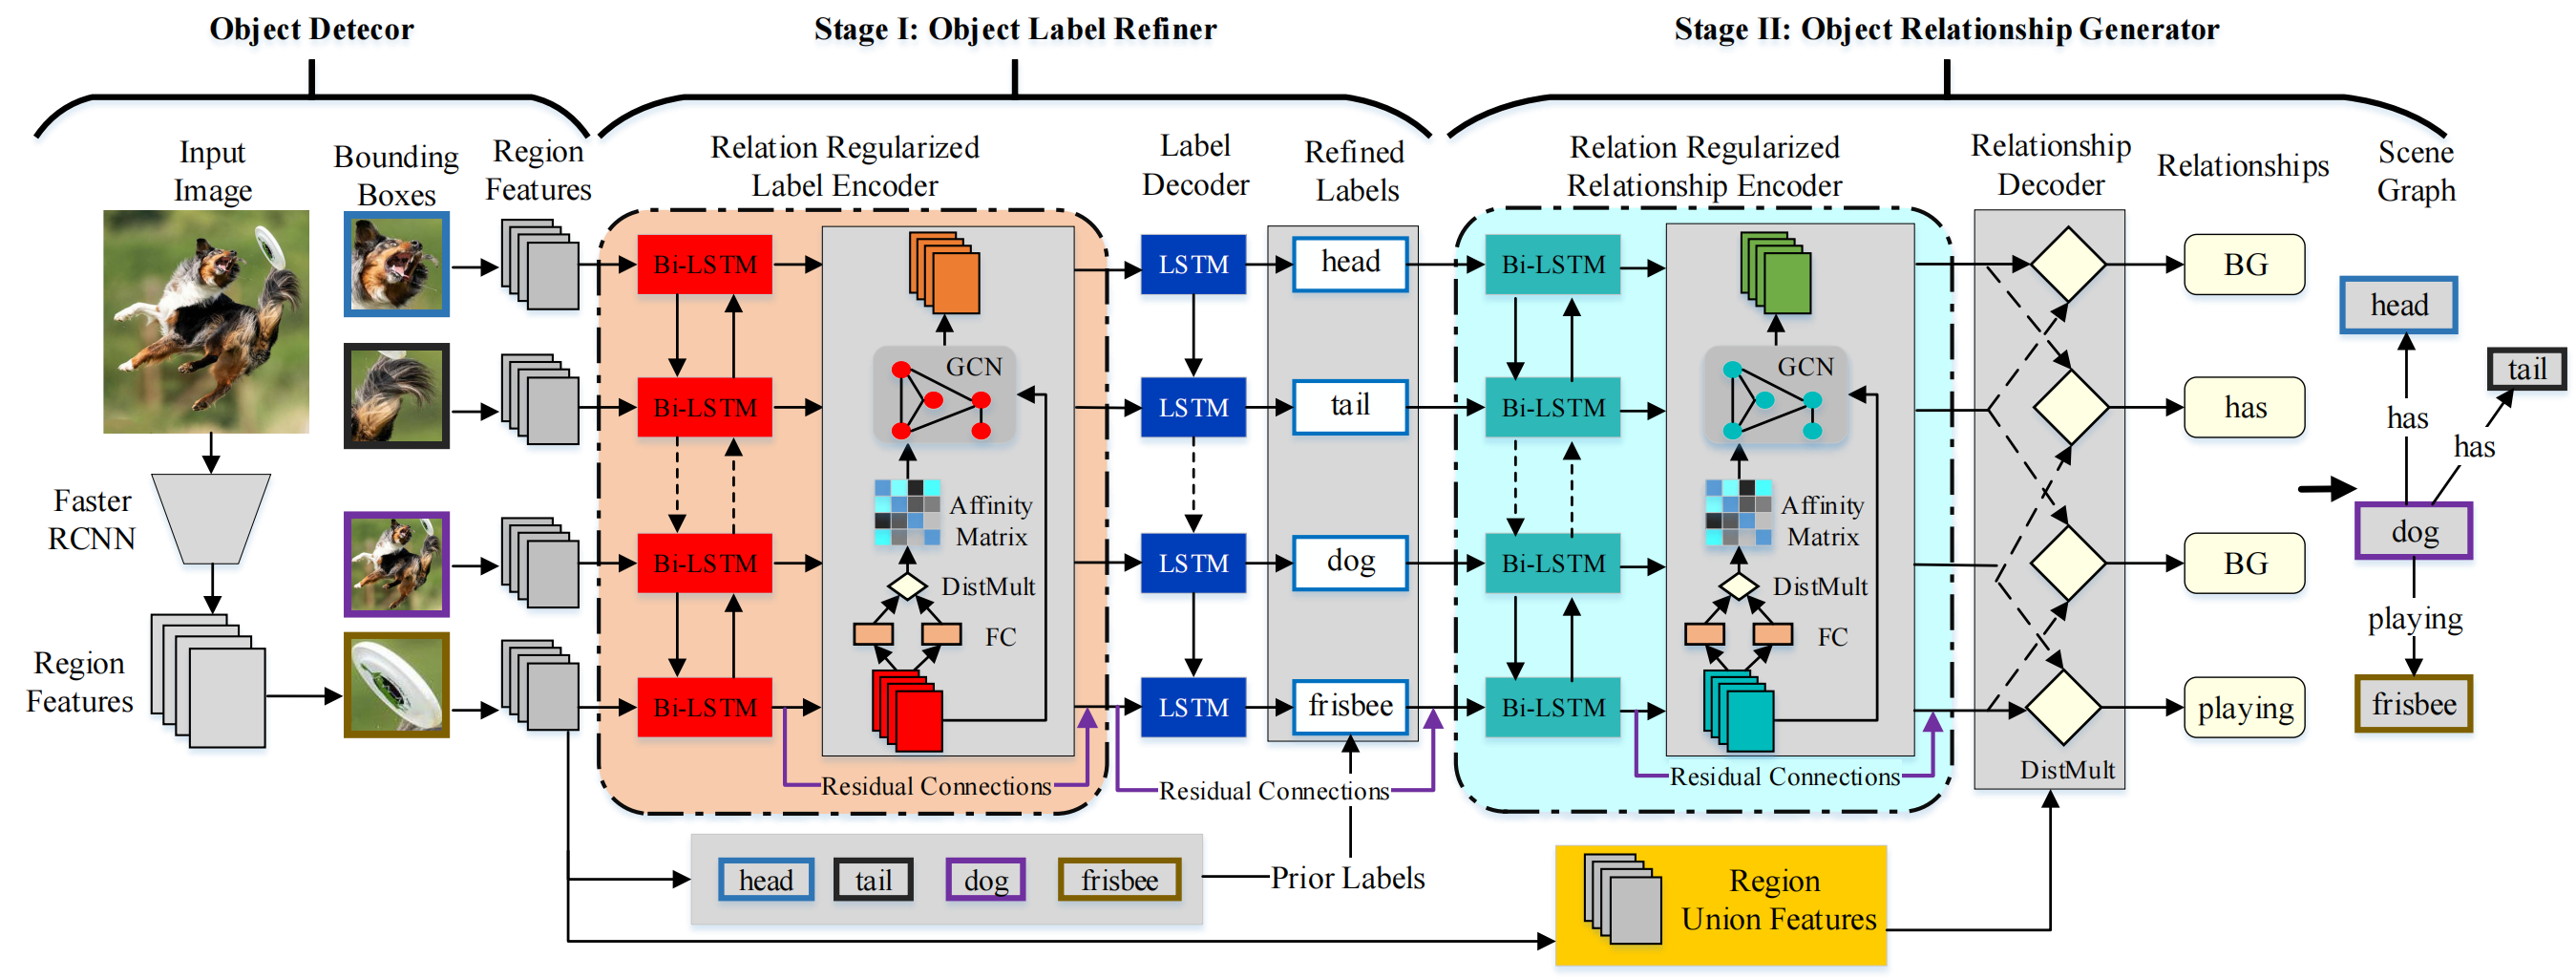 Object Detecor
Stage I: Object Label Refiner
Stage II: Object Relationship Generator
Input
Image
Bounding
Boxes
Region
Features
Relation Regularized
Label Encoder
Label
Decoder
Refined
Labels
Relation Regularized
Relationship Encoder
Relationship
Decoder
Relationships
Scene
Graph
Faster
RCNN
Region
Features
Bi-LSTM
Bi-LSTM
Bi-LSTM
Bi-LSTM
GCN
Affinity
Matrix
DistMult
FC
Residual Connections
LSTM
LSTM
LSTM
LSTM
Residual Connections
head
tail
dog
frisbee
Bi-LSTM
Bi-LSTM
Bi-LSTM
Bi-LSTM
GCN
Affinity
Matrix
DistMult
FC
Residual Connections
DistMult
BG
has
BG
playing
head
tail
has
has
dog
playing
frisbee
head
tail
dog
frisbee
Prior Labels
Region
Union Features